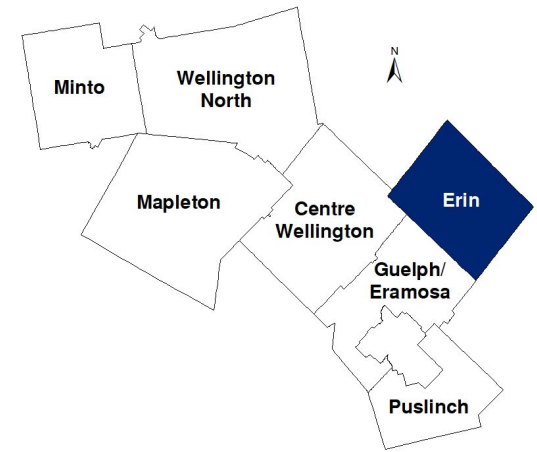 N
Minto
Wellington
North
Mapleton
Centre
Wellington
Erin
Guelph/
Eramosa
Puslinch